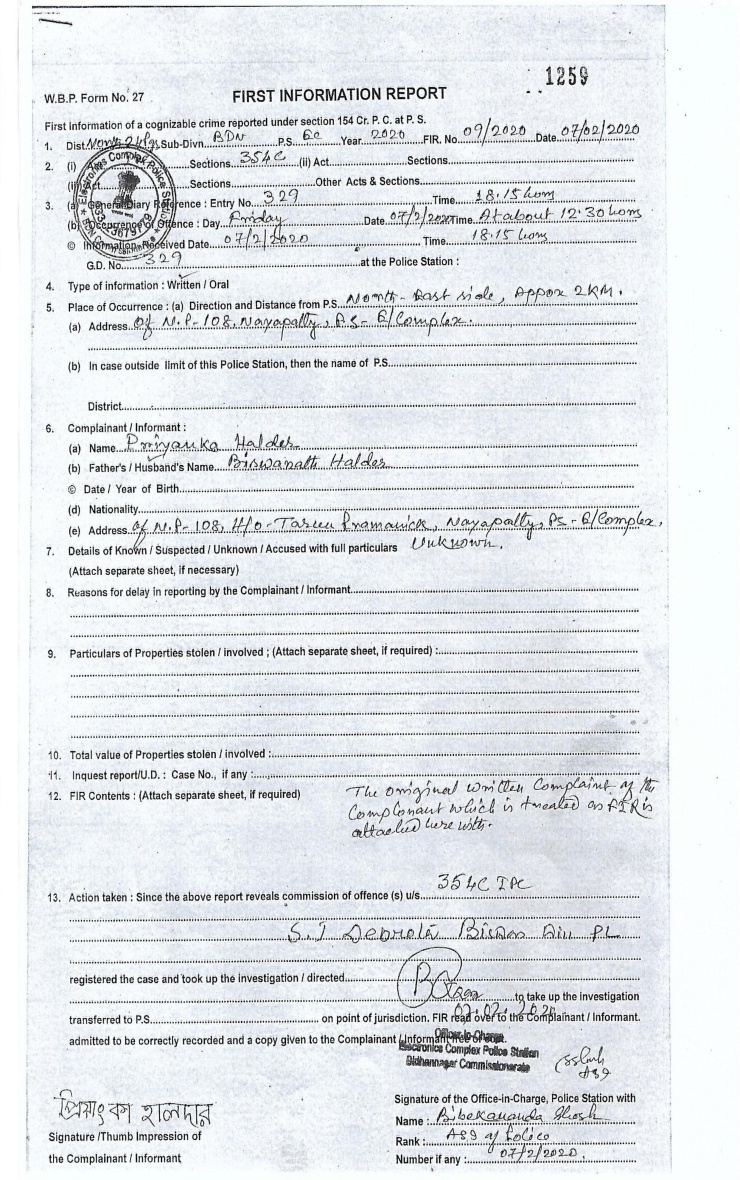 1259
W.B.P. Form No. 27 FIRST INFORMATION REPORT
First information of a cognizable crime reported under section 154 Cr. P. C. at P. S.
1. Dist. North 24 Pgs Sub-Divn. BDN P.S. EC Year 2020 FIR. No. 09/2020 Date 07/02/2020
2. (i) Act Sections 354C (ii) Act Sections
(iii) Act Sections Other Acts & Sections
3. (a) General Diary Reference : Entry No. 329 Time 18.15 hrs
(b) Occurrence of Offence : Day Friday Date 07/2/2020 Time At about 12.30 hrs
© Information Received Date 07/2/2020 Time 18.15 hrs
G.D. No. 329 at the Police Station :
4. Type of information : Written / Oral
5. Place of Occurrence : (a) Direction and Distance from P.S. North-East side, Appox 2KM.
(a) Address of N.P-108, Nayapatty, PS- E/Complex.
(b) In case outside limit of this Police Station, then the name of P.S.
District
6. Complainant / Informant :
(a) Name Priyanka Halder
(b) Father's / Husband's Name Biswanath Halder
© Date / Year of Birth
(d) Nationality
(e) Address of N.P-108, H/o- Pramanick, Nayapatty, PS- E/Complex,
7. Details of Known / Suspected / Unknown / Accused with full particulars Unknown.
(Attach separate sheet, if necessary)
8. Reasons for delay in reporting by the Complainant / Informant
9. Particulars of Properties stolen / involved ; (Attach separate sheet, if required) :
10. Total value of Properties stolen / involved :
11. Inquest report/U.D. : Case No., if any :
12. FIR Contents : (Attach separate sheet, if required) The original written complaint of the
Complonaut which is treated as FIR is
attached here with.
13. Action taken : Since the above report reveals commission of offence (s) u/s 354C IPC
S.I
registered the case and took up the investigation / directed
to take up the investigation
transferred to P.S. on point of jurisdiction. FIR read over to the Complainant / Informant.
07.02.2020
admitted to be correctly recorded and a copy given to the Complainant / Informant free of cost.
Officer-in-Charge
Electronics Complex Police Station
Bidhannagar Commissionerate
ASI
প্রিয়াংকা হালদার
Signature /Thumb Impression of
the Complainant / Informant
Signature of the Office-in-Charge, Police Station with
Name : Bibekananda Ghosh
Rank : ASI of Police
Number if any : 07/2/2020.